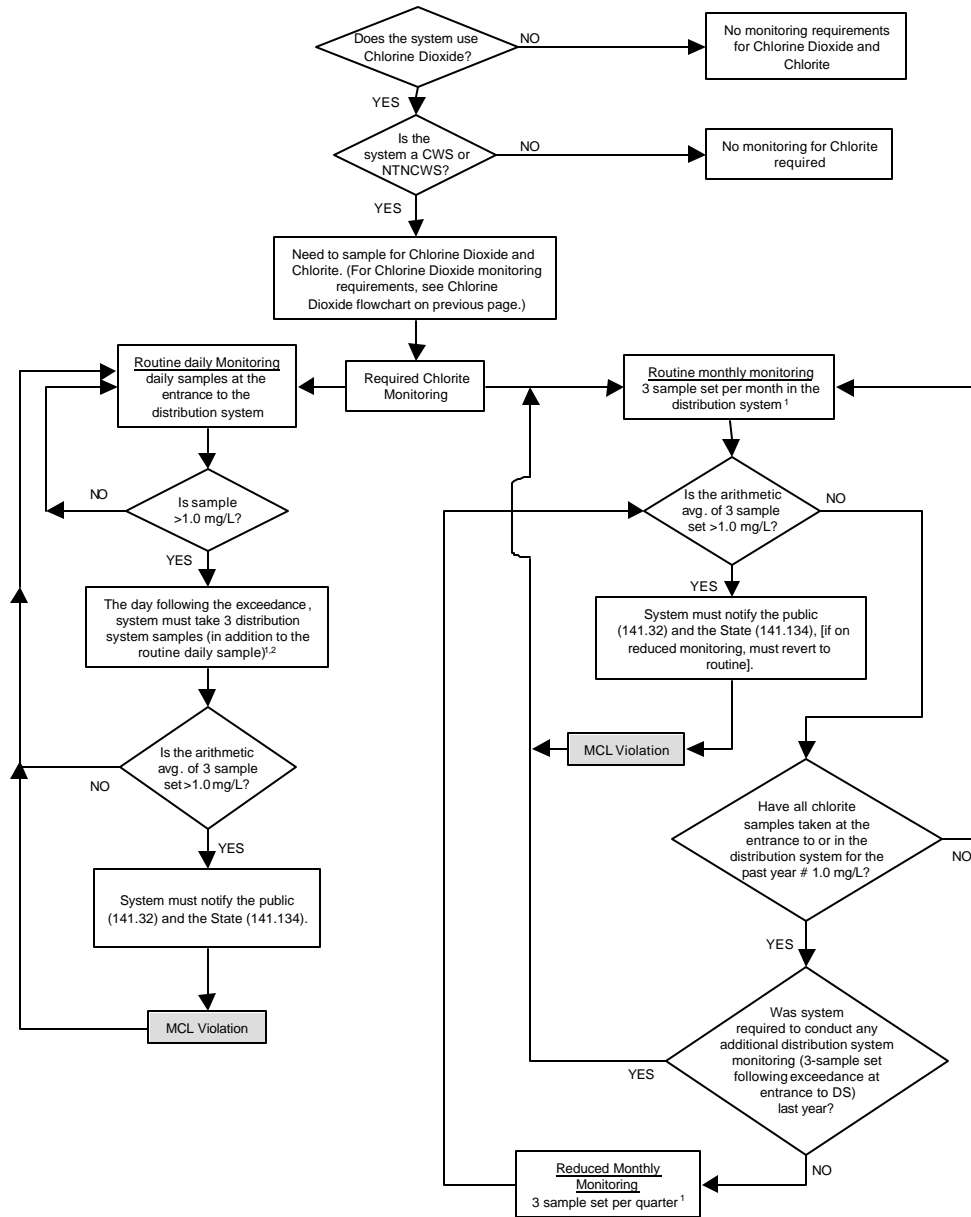 Does the system use
Chlorine Dioxide?
NO
No monitoring requirements
for Chlorine Dioxide and
Chlorite
YES
Is the
system a CWS or
NTNCWS?
NO
No monitoring for Chlorite
required
YES
Need to sample for Chlorine Dioxide and
Chlorite. (For Chlorine Dioxide monitoring
requirements, see Chlorine
Dioxide flowchart on previous page.)
Required Chlorite
Monitoring
Routine daily Monitoring
daily samples at the
entrance to the
distribution system
NO
Is sample
>1.0 mg/L?
YES
The day following the exceedance,
system must take 3 distribution
system samples (in addition to the
routine daily sample)1,2
Is the arithmetic
avg. of 3 sample
set >1.0 mg/L?
NO
YES
System must notify the public
(141.32) and the State (141.134).
MCL Violation
Routine monthly monitoring
3 sample set per month in the
distribution system 1
Is the arithmetic
avg. of 3 sample
set >1.0 mg/L?
NO
YES
System must notify the public
(141.32) and the State (141.134), [if on
reduced monitoring, must revert to
routine].
MCL Violation
Have all chlorite
samples taken at the
entrance to or in the
distribution system for the
past year # 1.0 mg/L?
NO
YES
Was system
required to conduct any
additional distribution system
monitoring (3-sample set
following exceedance at
entrance to DS)
last year?
YES
NO
Reduced Monthly
Monitoring
3 sample set per quarter 1